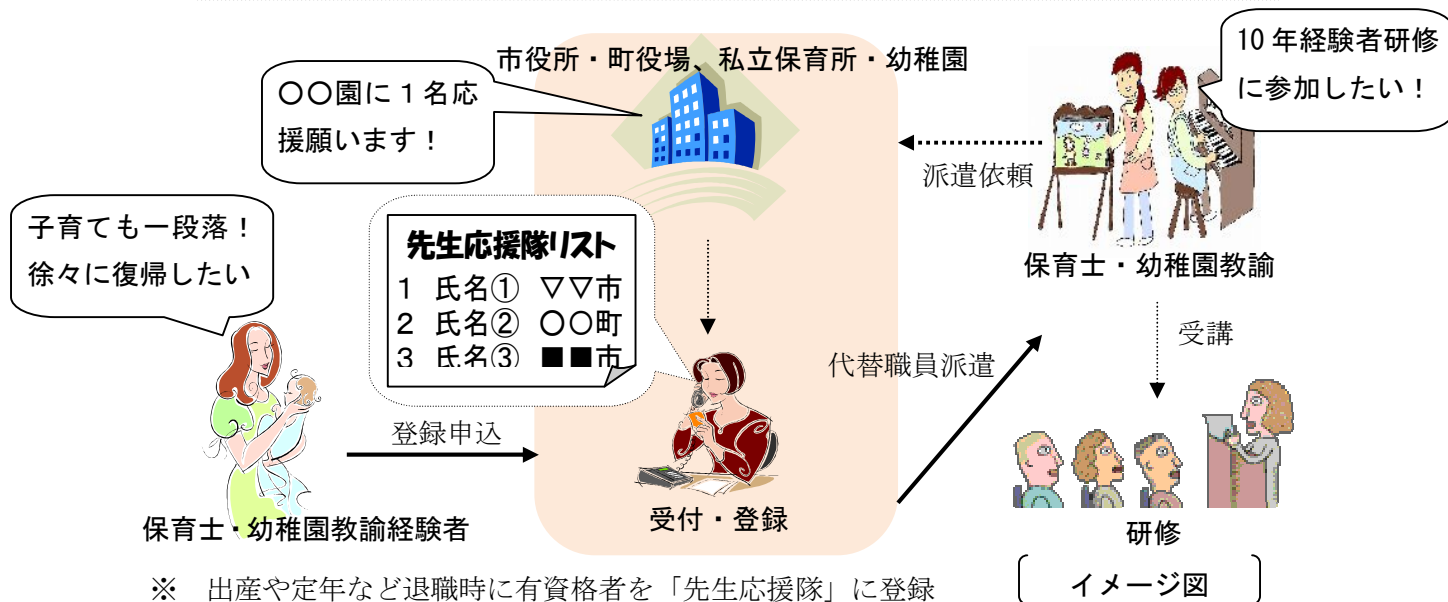 市役所・町役場、私立保育所・幼稚園
10年経験者研修
に参加したい！
〇〇園に１名応
援願います！
派遣依頼
子育ても一段落！
徐々に復帰したい
先生応援隊リスト
1 氏名① ▽▽市
2 氏名② 〇〇町
3 氏名③ ■■市
保育士・幼稚園教諭
受講
代替職員派遣
登録申込
保育士・幼稚園教諭経験者
受付・登録
研修
※ 出産や定年など退職時に有資格者を「先生応援隊」に登録
イメージ図